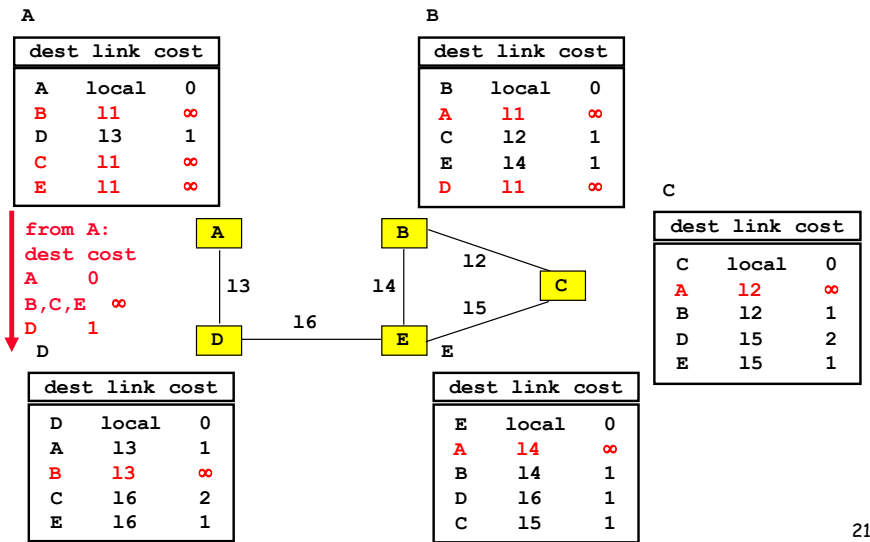 A
dest link cost
A local 0
B l1 ∞
D l3 1
C l1 ∞
E l1 ∞
B
dest link cost
B local 0
A l1 ∞
C l2 1
E l4 1
D l1 ∞
C
dest link cost
C local 0
A l2 ∞
B l2 1
D l5 2
E l5 1
from A:
dest cost
A 0
B,C,E ∞
D 1
A
B
C
D
E
l3
l4
l2
l5
l6
D
dest link cost
D local 0
A l3 1
B l3 ∞
C l6 2
E l6 1
E
dest link cost
E local 0
A l4 ∞
B l4 1
D l6 1
C l5 1
21